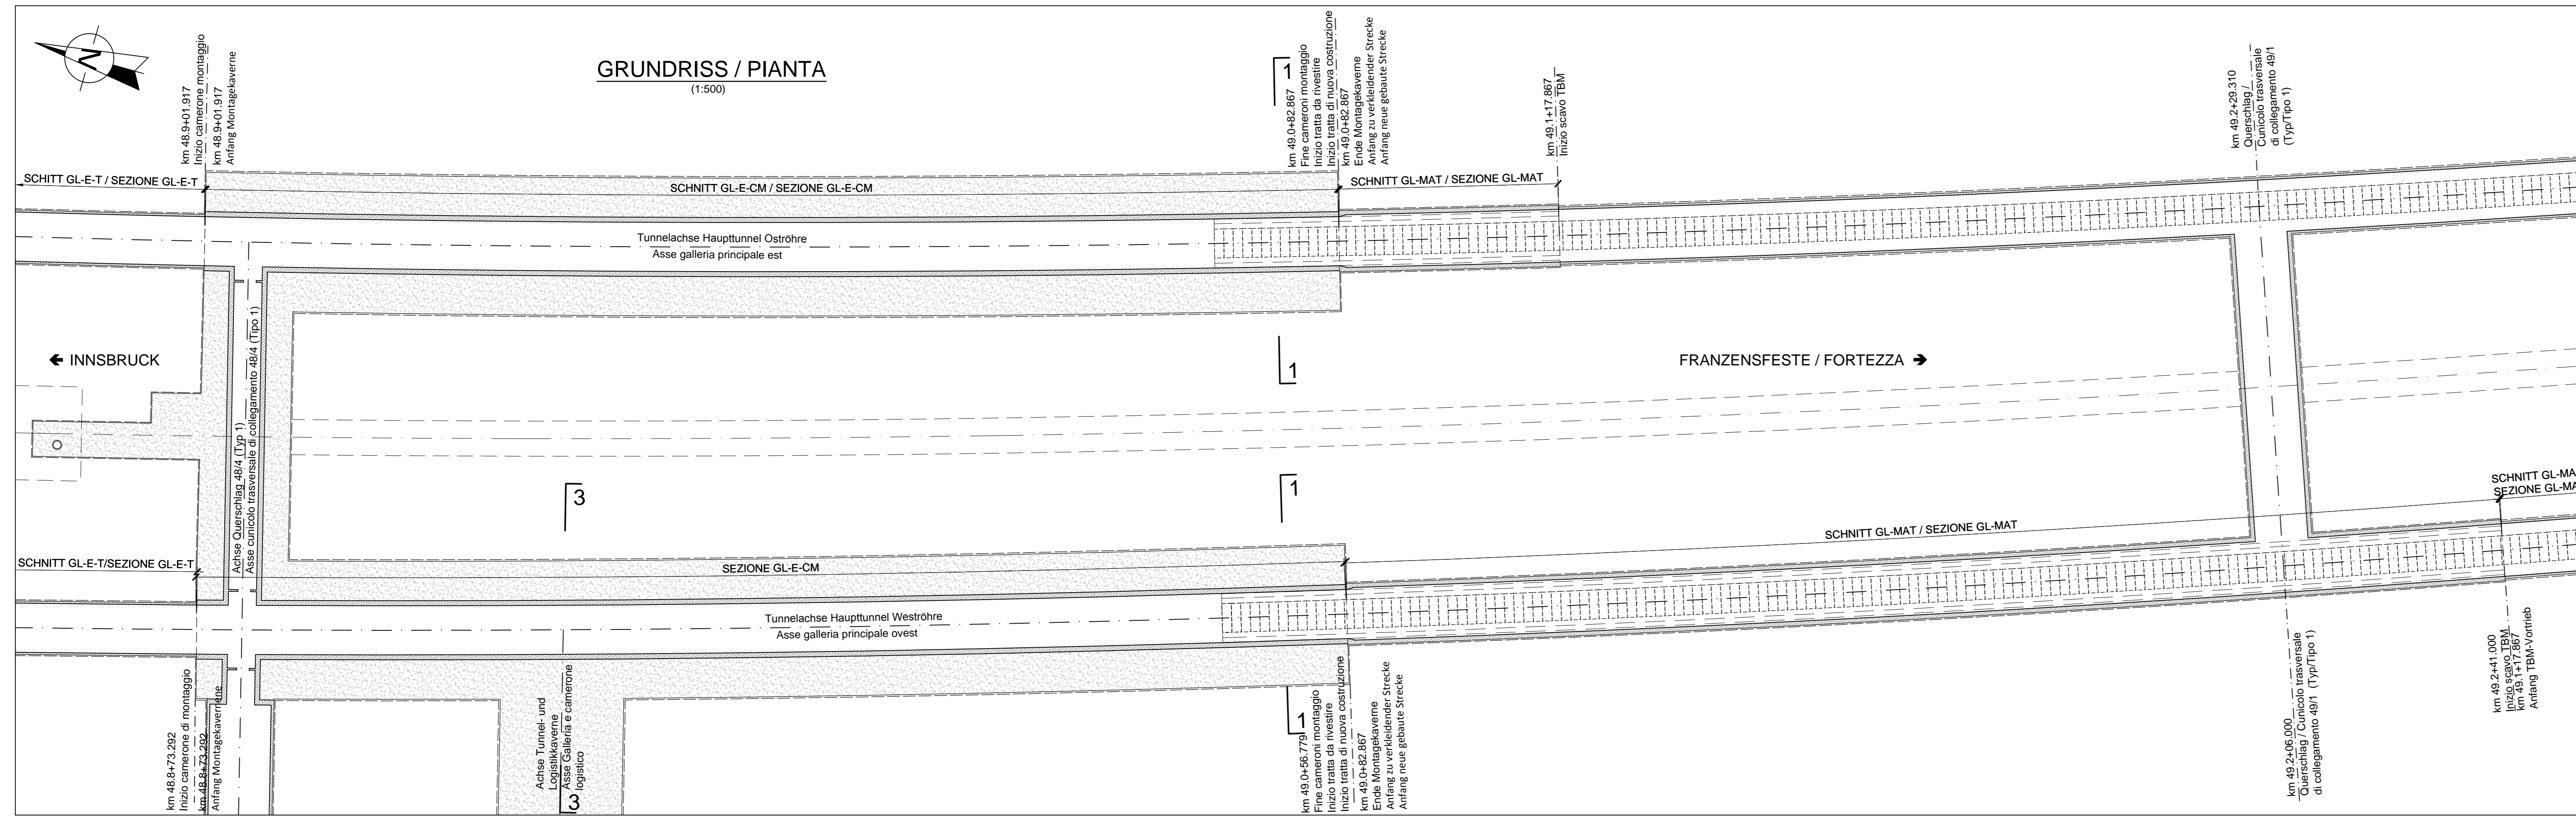 N
GRUNDRISS / PIANTA
(1:500)
km 48.9+01.917
Inizio camerone montaggio
km 48.9+01.917
Anfang Montagekaverne
1
km 49.0+82.867
Fine cameroni montaggio
Inizio tratta da rivestire
Inizio tratta di nuova costruzione
km 49.0+82.867
Ende Montagekaverne
Anfang zu verkleidender Strecke
Anfang neue gebaute Strecke
km 49.1+17.867
Inizio scavo TBM
km 49.2+29.310
Querschlag /
Cunicolo trasversale
di collegamento 49/1
(Typ/Tipo 1)
SCHITT GL-E-T / SEZIONE GL-E-T
SCHNITT GL-E-CM / SEZIONE GL-E-CM
SCHNITT GL-MAT / SEZIONE GL-MAT
Tunnelachse Haupttunnel Oströhre
Asse galleria principale est
🡰 INNSBRUCK
Achse Querschlag 48/4 (Typ 1)
Asse cunicolo trasversale di collegamento 48/4 (Tipo 1)
1
FRANZENSFESTE / FORTEZZA 🡲
3
1
SCHNITT GL-MA
SEZIONE GL-MA
SCHNITT GL-MAT / SEZIONE GL-MAT
SCHNITT GL-E-T/SEZIONE GL-E-T
SEZIONE GL-E-CM
Tunnelachse Haupttunnel Weströhre
Asse galleria principale ovest
km 48.8+73.292
Inizio camerone di montaggio
km 48.8+73.292
Anfang Montagekavernene
Achse Tunnel- und
Logistikkaverne
Asse Galleria e camerone
logistico
3
1
km 49.0+56.779
Fine cameroni montaggio
Inizio tratta da rivestire
Inizio tratta di nuova costruzione
km 49.0+82.867
Ende Montagekaverne
Anfang zu verkleidender Strecke
Anfang neue gebaute Strecke
km 49.2+06.000
Querschlag / Cunicolo trasversale
di collegamento 49/1 (Typ/Tipo 1)
km 49.2+41.000
Inizio scavo TBM
km 49.1+17.867
Anfang TBM-Vortrieb